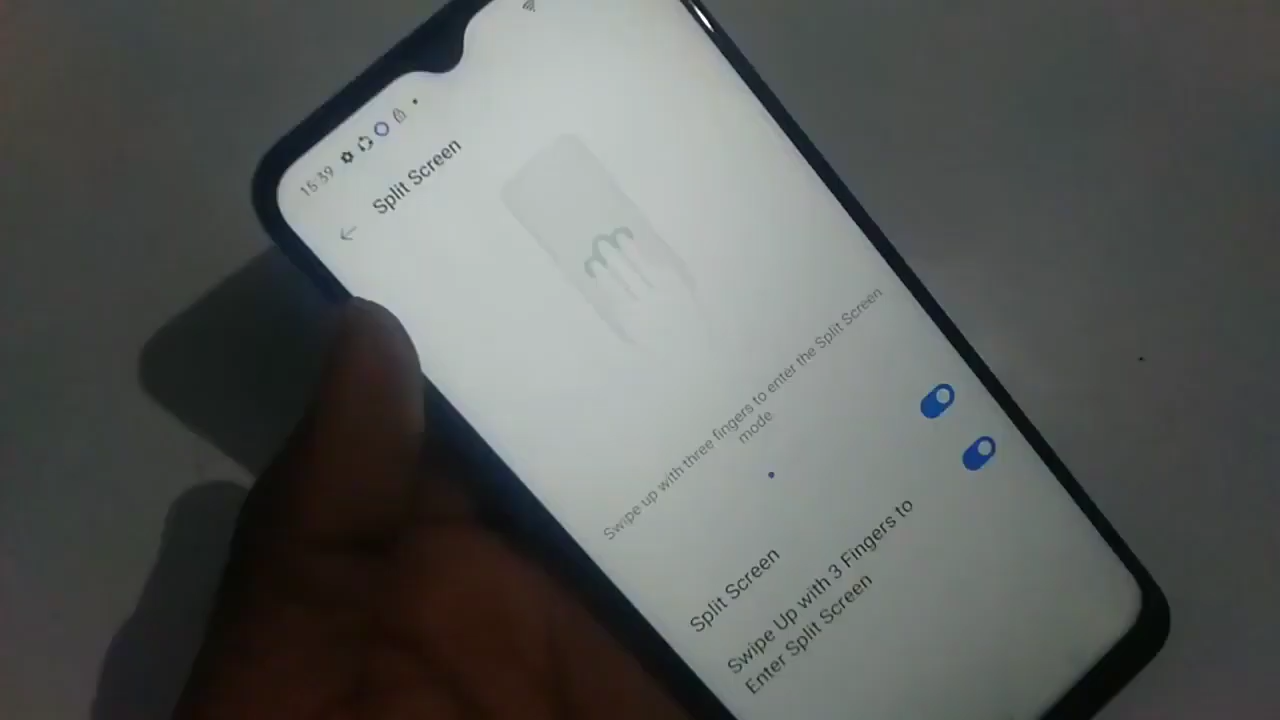 15:39
Split Screen
Swipe up with three fingers to enter the Split Screen
mode.
Split Screen
Swipe Up with 3 Fingers to
Enter Split Screen